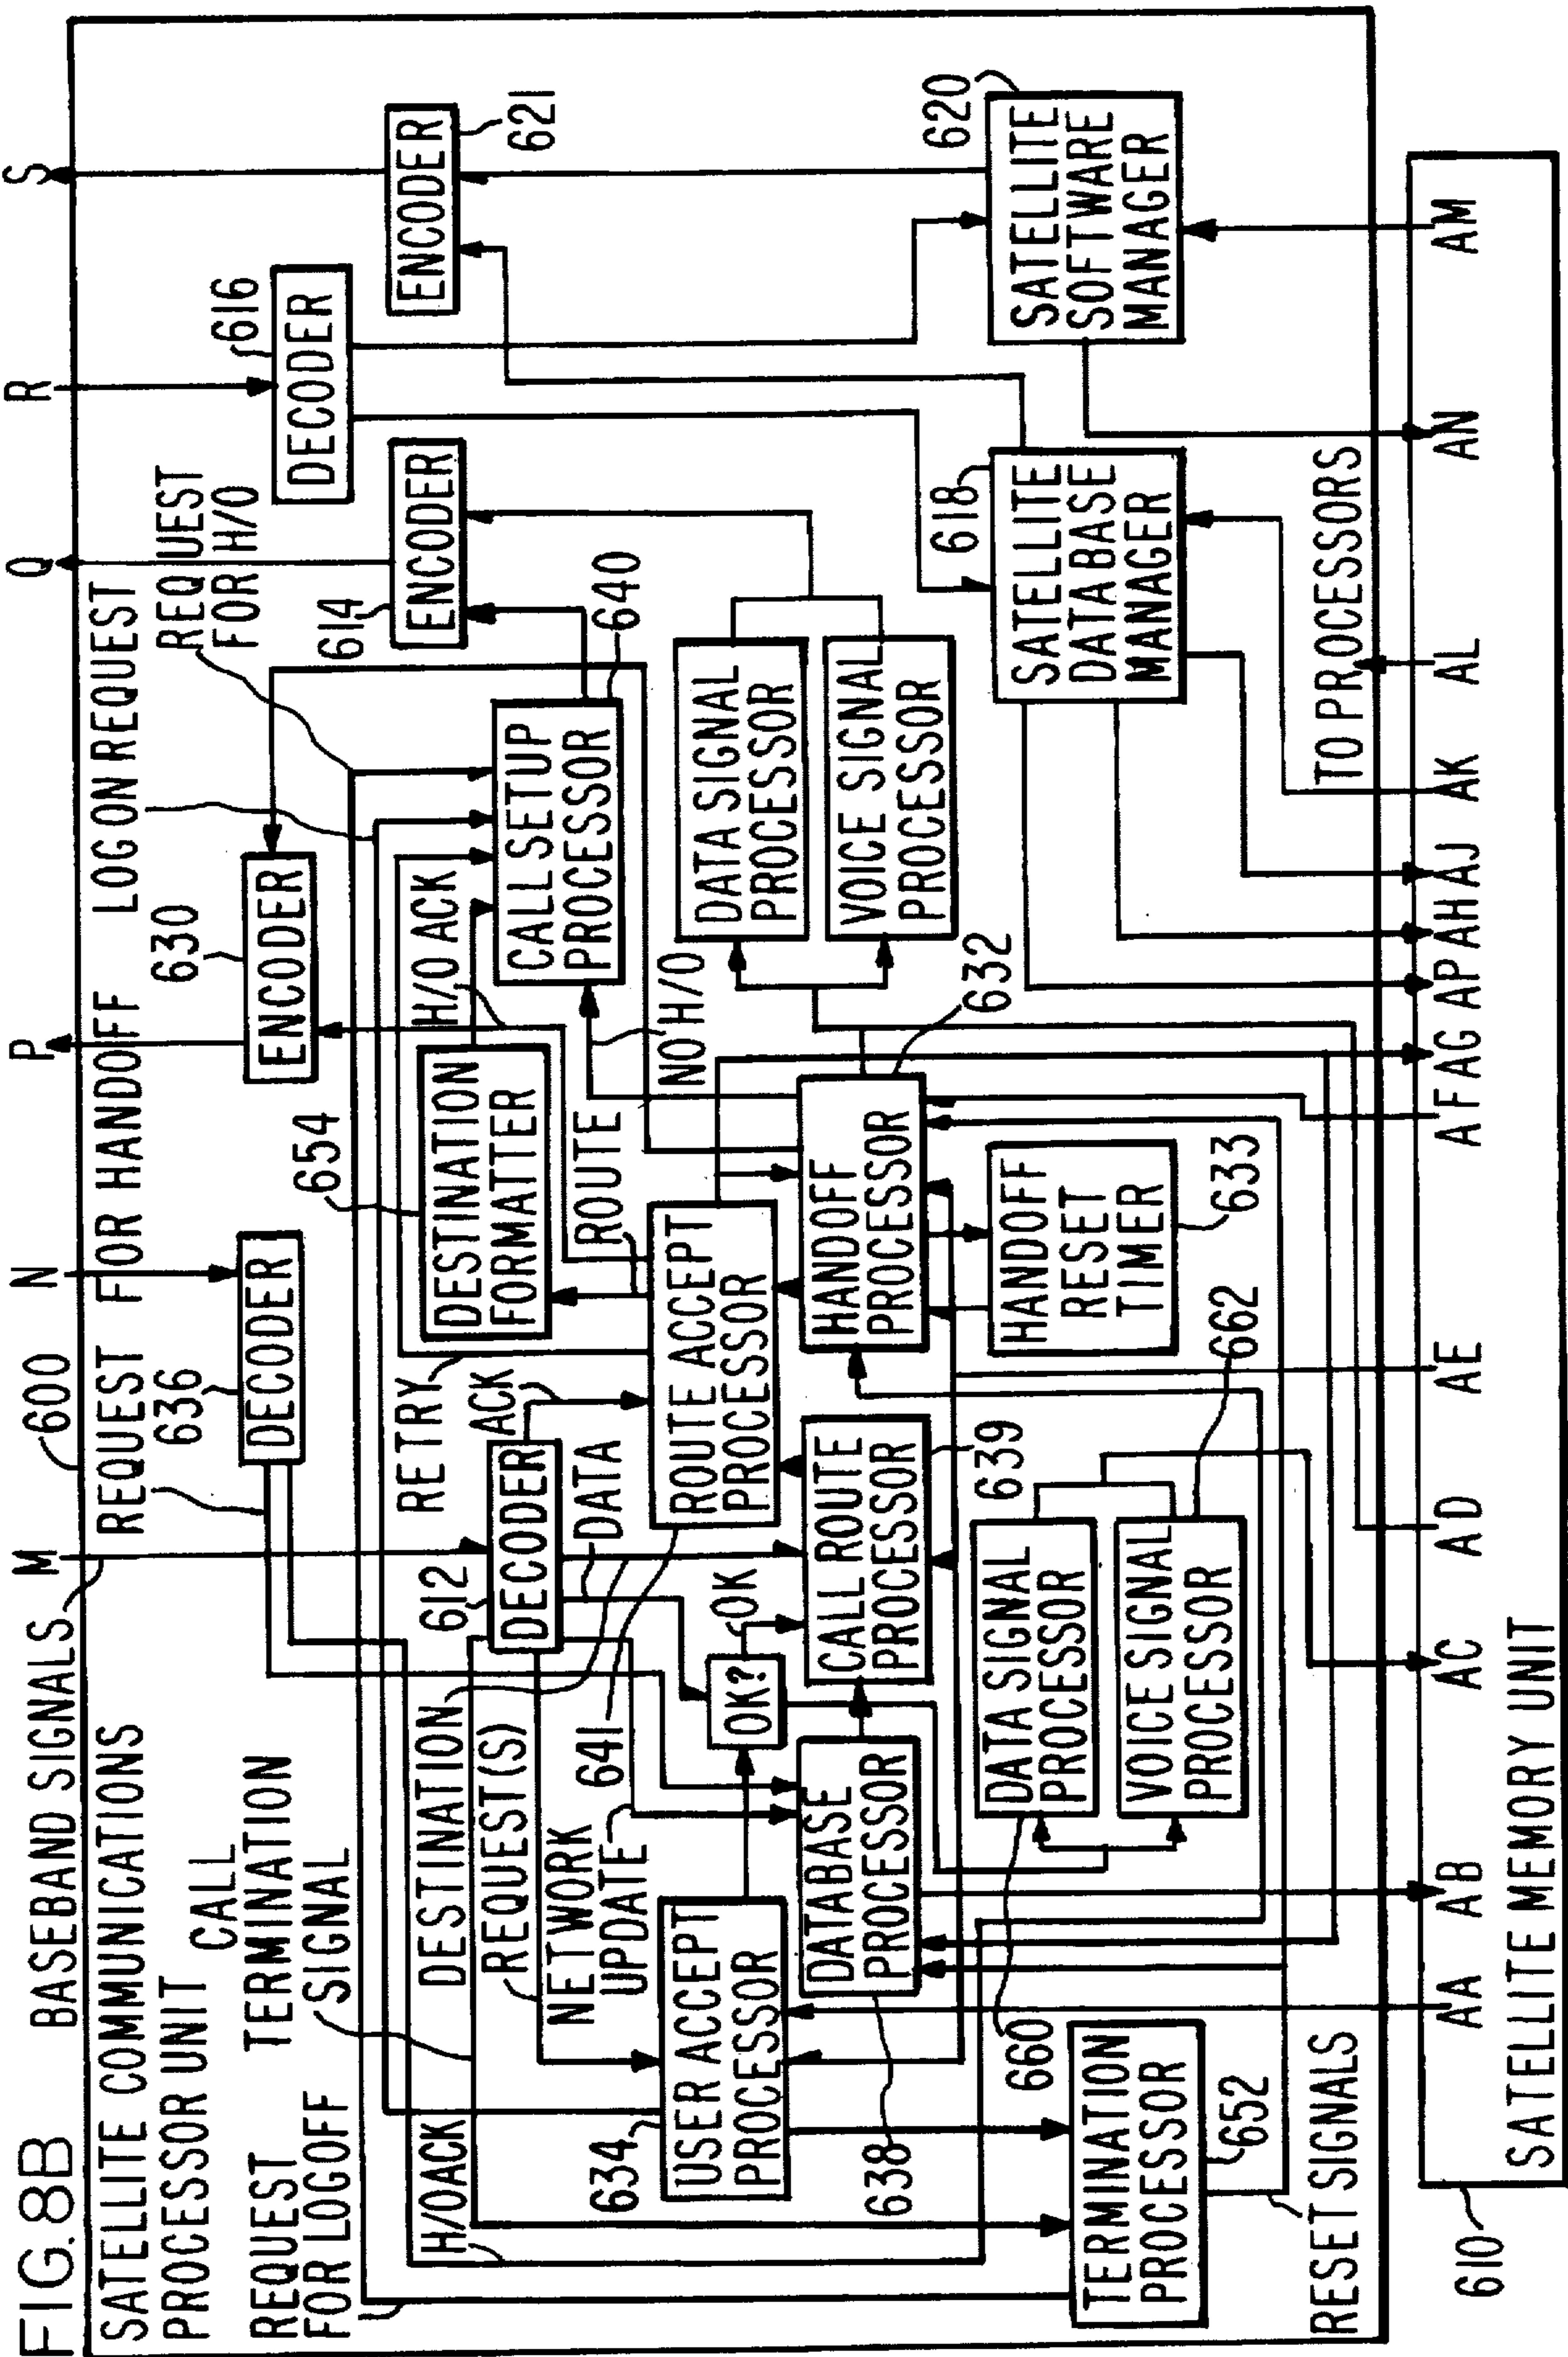 FIG. 8B
BASEBAND SIGNALS
M
600
N
P
Q
R
S
SATELLITE COMMUNICATIONS
PROCESSOR UNIT
REQUEST FOR HANDOFF
LOG ON REQUEST
REQUEST
FOR H/O
CALL
TERMINATION
SIGNAL
REQUEST
FOR LOGOFF
636
DECODER
630
ENCODER
616
DECODER
614
ENCODER
621
ENCODER
654
DESTINATION
FORMATTER
H/O ACK
CALL SETUP
PROCESSOR
640
H/OACK
DESTINATION
REQUEST(S)
NETWORK
UPDATE
641
612
DECODER
RETRY
ACK
DATA
ROUTE
NO H/O
634
USER ACCEPT
PROCESSOR
OK?
OK
ROUTE ACCEPT
PROCESSOR
DATA SIGNAL
PROCESSOR
VOICE SIGNAL
PROCESSOR
638
DATABASE
PROCESSOR
CALL ROUTE
PROCESSOR
639
HANDOFF
PROCESSOR
632
618
SATELLITE
DATABASE
MANAGER
620
SATELLITE
SOFTWARE
MANAGER
660
DATA SIGNAL
PROCESSOR
VOICE SIGNAL
PROCESSOR
662
HANDOFF
RESET
TIMER
633
TERMINATION
PROCESSOR
652
RESET SIGNALS
TO PROCESSORS
AA
AB
AC
AD
AE
AF
AG
AP
AH
AJ
AK
AL
AN
AM
610
SATELLITE MEMORY UNIT